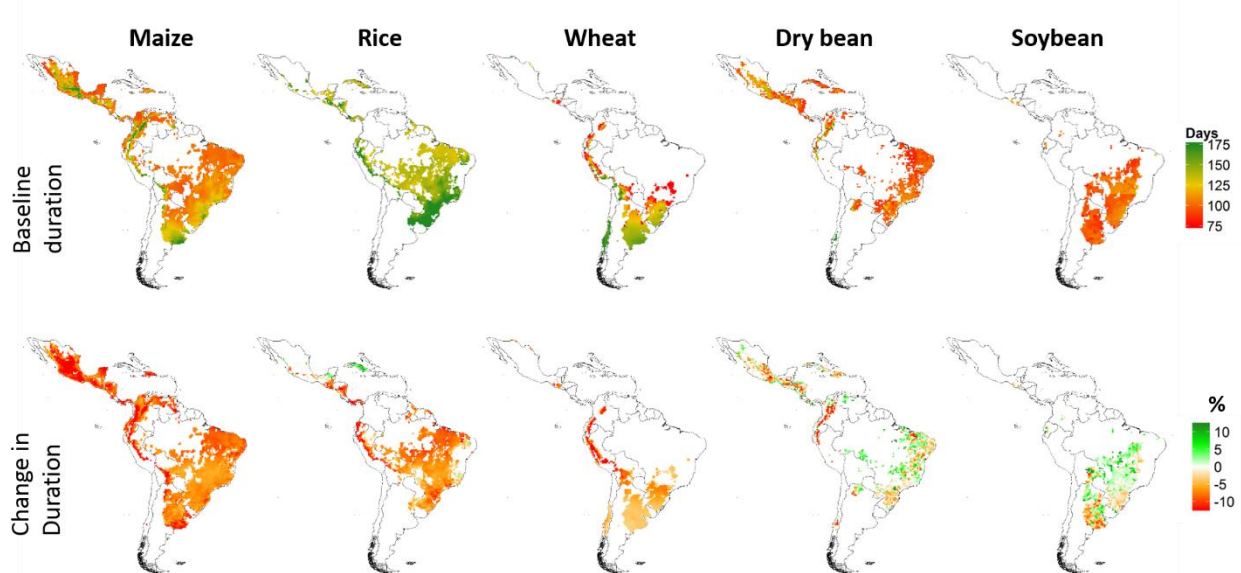 Maize
Rice
Wheat
Dry bean
Soybean
Baseline
duration
Days
175
125
100
75
Change in
Duration
%
10
5
0
-5
-10